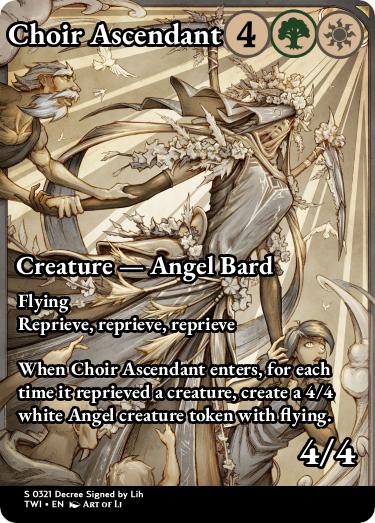 Choir Ascendant 4
Creature — Angel Bard
Flying
Reprieve, reprieve, reprieve
When Choir Ascendant enters, for each
time it reprieved a creature, create a 4/4
white Angel creature token with flying.
4/4
S 0321 Decree Signed by Lih
TWI • EN Art of Li